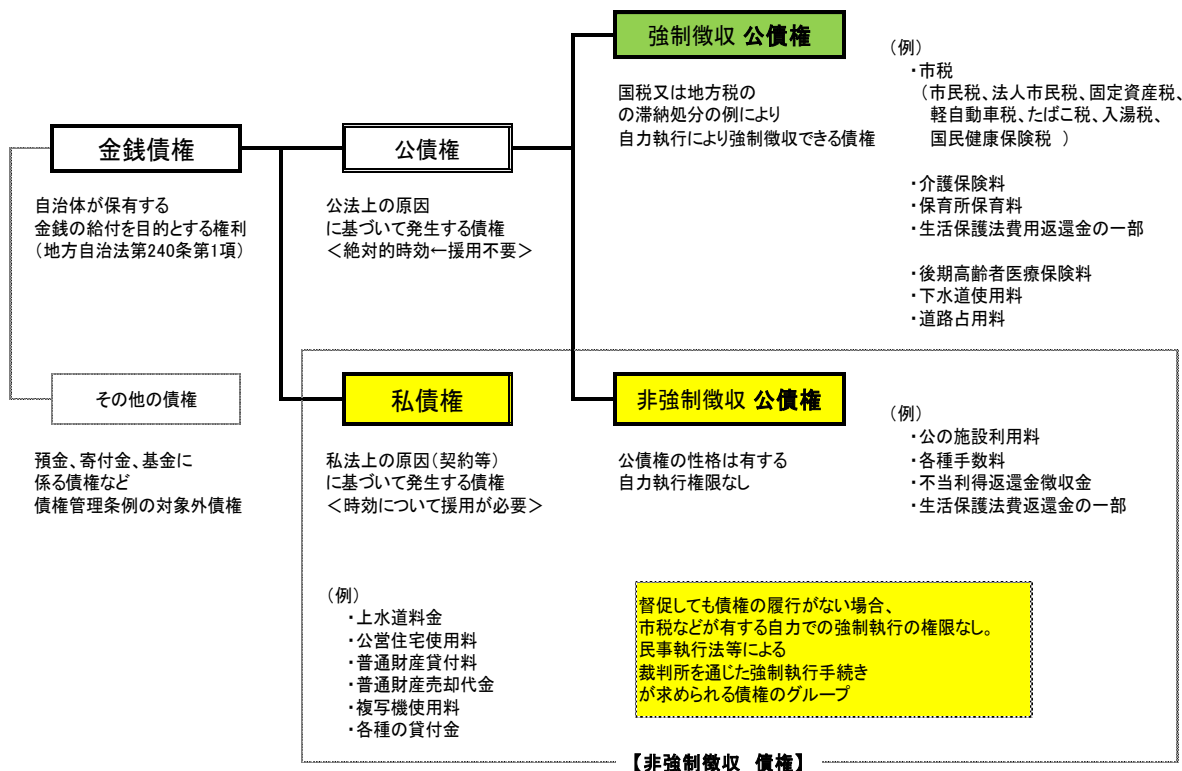 強制徴収 公債権
国税又は地方税の
の滞納処分の例により
自力執行により強制徴収できる債権
（例）
・市税
（市民税、法人市民税、固定資産税、
軽自動車税、たばこ税、入湯税、
国民健康保険税 ）
・介護保険料
・保育所保育料
・生活保護法費用返還金の一部
・後期高齢者医療保険料
・下水道使用料
・道路占用料
金銭債権
自治体が保有する
金銭の給付を目的とする権利
（地方自治法第240条第1項）
公債権
公法上の原因
に基づいて発生する債権
＜絶対的時効←援用不要＞
その他の債権
預金、寄付金、基金に
係る債権など
債権管理条例の対象外債権
私債権
私法上の原因（契約等）
に基づいて発生する債権
＜時効について援用が必要＞
（例）
・上水道料金
・公営住宅使用料
・普通財産貸付料
・普通財産売却代金
・複写機使用料
・各種の貸付金
非強制徴収 公債権
公債権の性格は有する
自力執行権限なし
（例）
・公の施設利用料
・各種手数料
・不当利得返還金徴収金
・生活保護法費返還金の一部
督促しても債権の履行がない場合、
市税などが有する自力での強制執行の権限なし。
民事執行法等による
裁判所を通じた強制執行手続き
が求められる債権のグループ
【非強制徴収 債権】